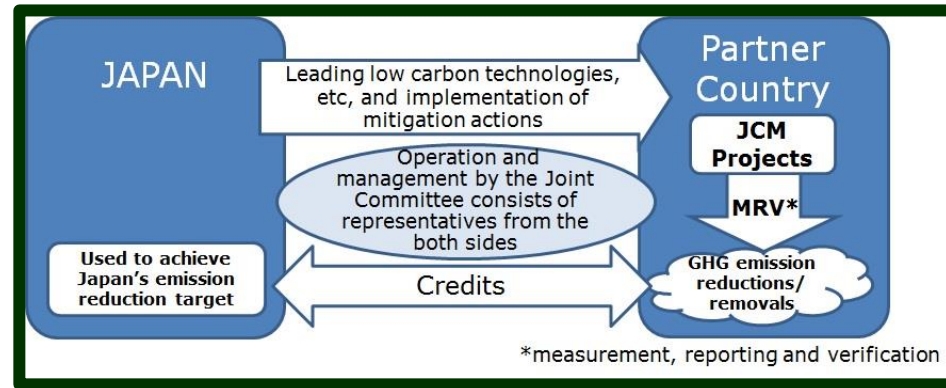 JAPAN
Leading low carbon technologies,
etc, and implementation of
mitigation actions
Partner
Country
JCM
Projects
Operation and
management by the Joint
Committee consists of
representatives from the
both sides
MRV*
Used to achieve
Japan's emission
reduction target
Credits
GHG emission
reductions/
removals
*measurement, reporting and verification